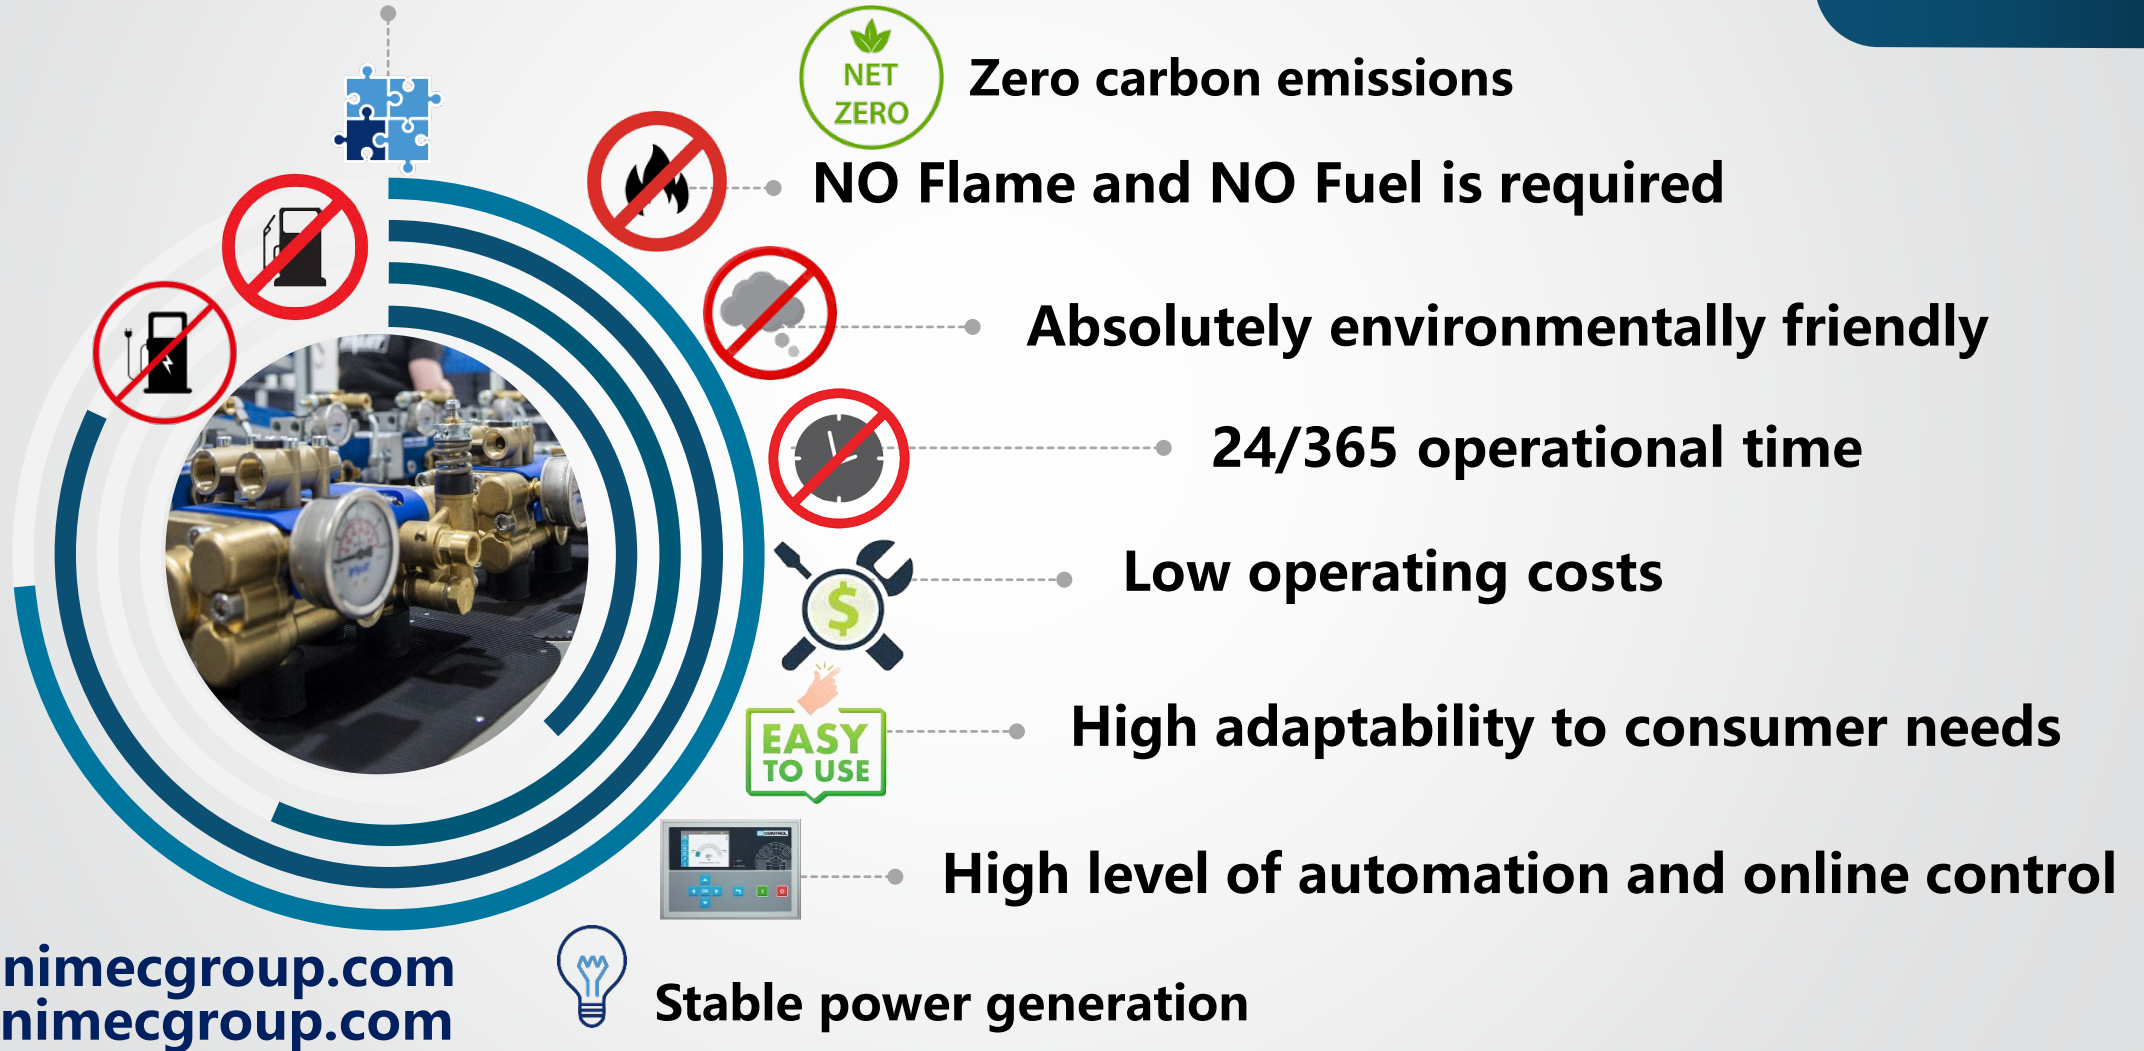 NET
ZERO
Zero carbon emissions
NO Flame and NO Fuel is required
Absolutely environmentally friendly
24/365 operational time
Low operating costs
$
EASY
TO USE
High adaptability to consumer needs
CONTROL
OK
High level of automation and online control
Stable power generation
nimecgroup.com
nimecgroup.com